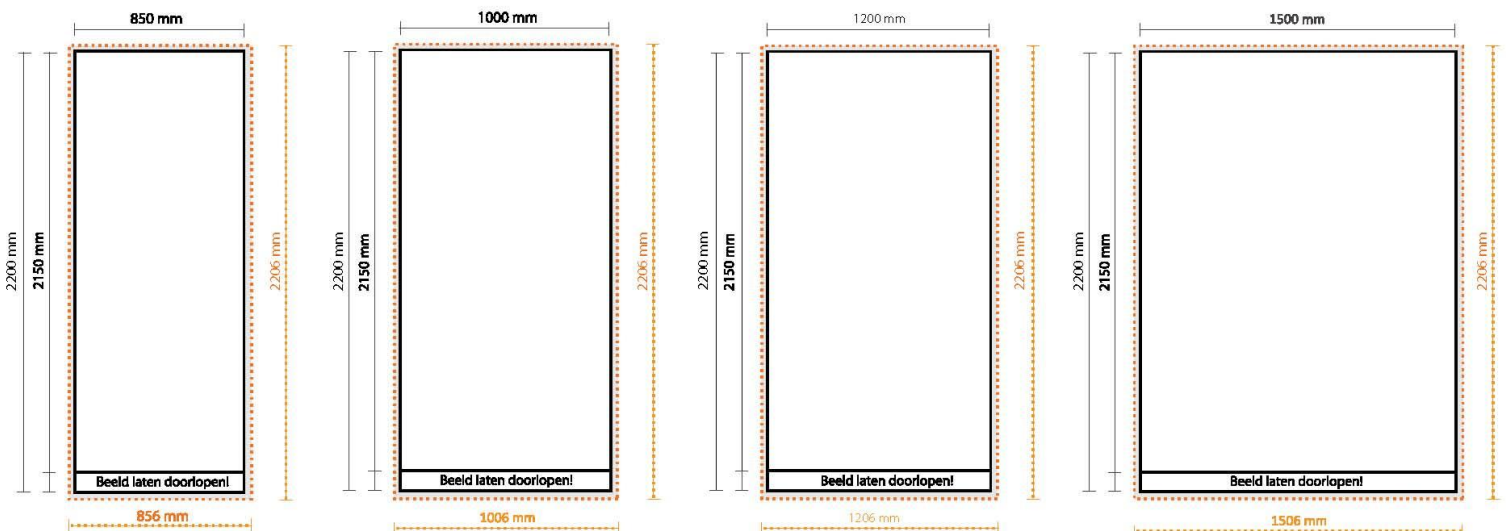 850 mm
2200 mm
2150 mm
2206 mm
Beeld laten doorlopen!
856 mm
1000 mm
2200 mm
2150 mm
2206 mm
Beeld laten doorlopen!
1006 mm
1200 mm
2200 mm
2150 mm
2206 mm
Beeld laten doorlopen!
1206 mm
1500 mm
2200 mm
2150 mm
2206 mm
Beeld laten doorlopen!
1506 mm